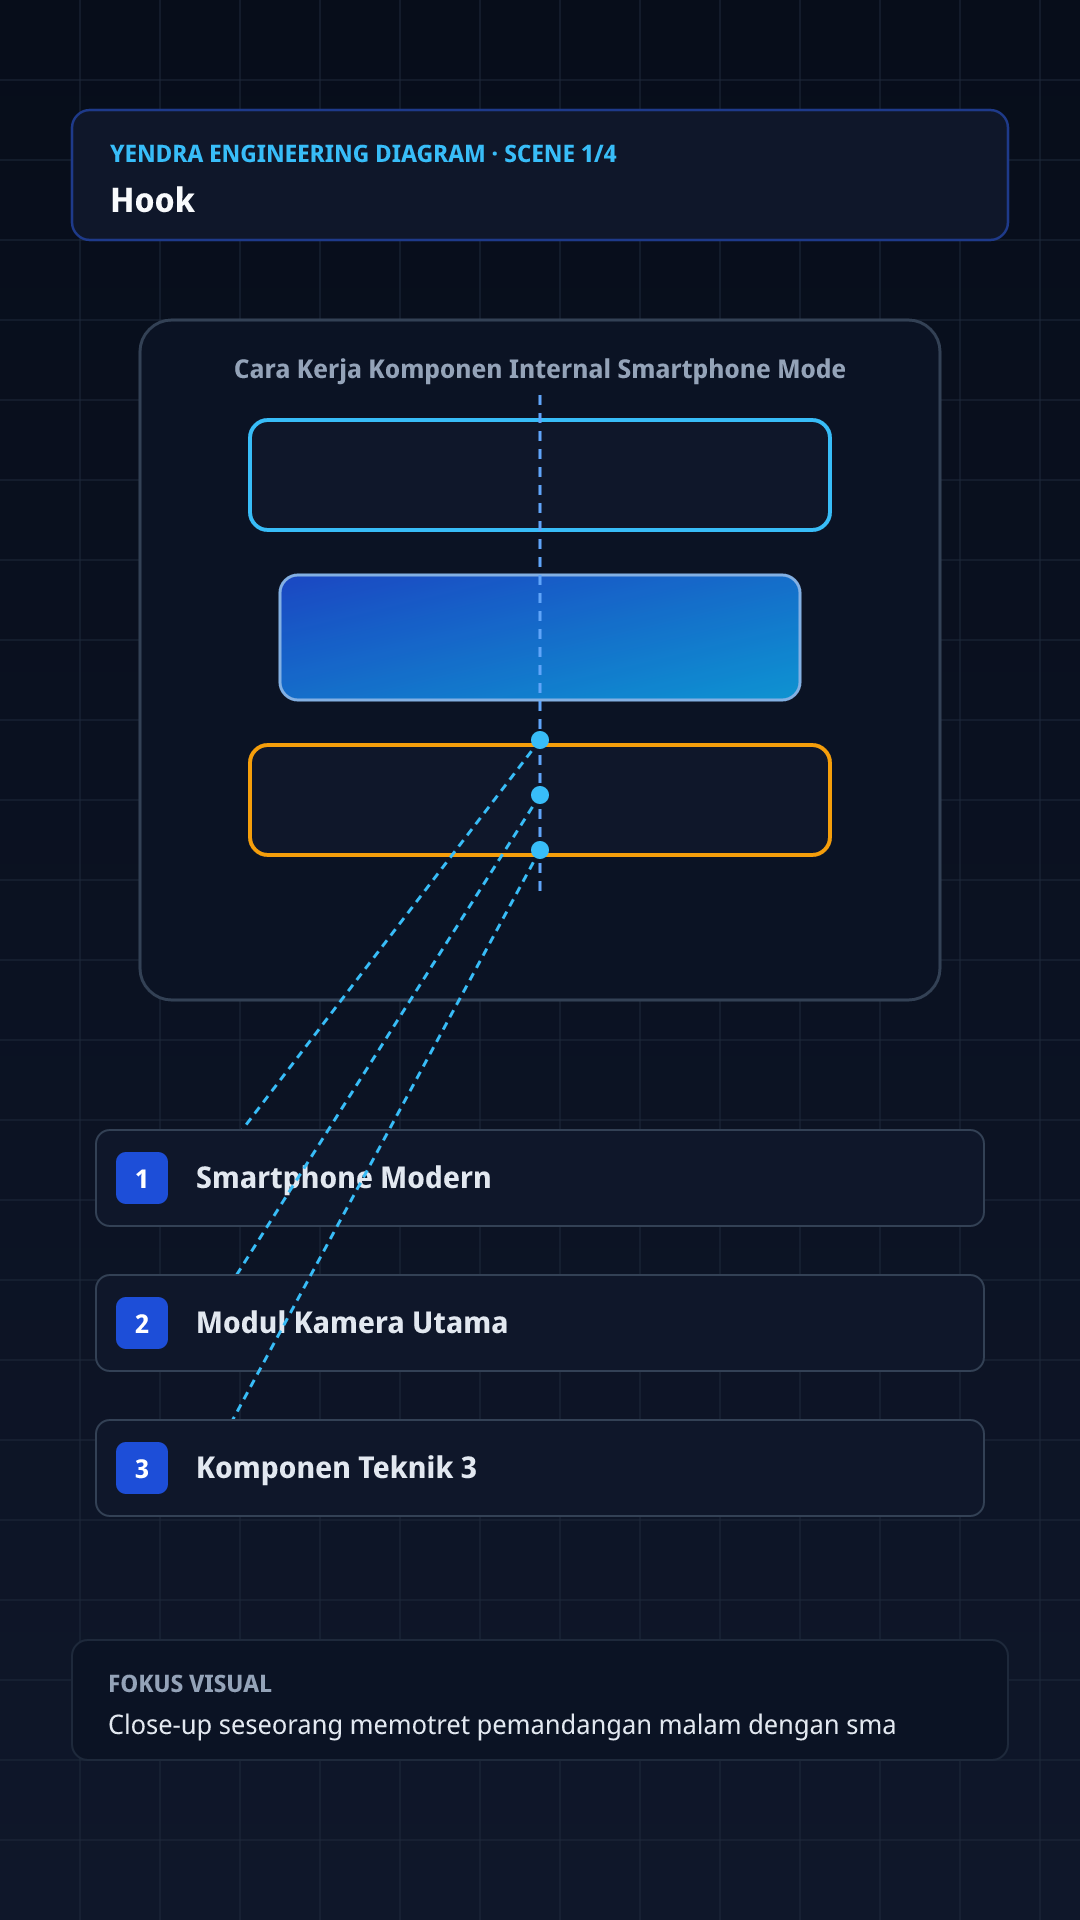 YENDRA ENGINEERING DIAGRAM · SCENE 1/4
Hook
Cara Kerja Komponen Internal Smartphone Mode
1 Smartphone Modern
2 Modul Kamera Utama
3 Komponen Teknik 3
FOKUS VISUAL
Close-up seseorang memotret pemandangan malam dengan sma